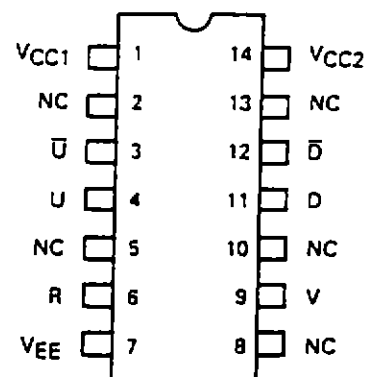 VCC1 1 14 VCC2
NC 2 13 NC
U̅ 3 12 D̅
U 4 11 D
NC 5 10 NC
R 6 9 V
VEE 7 8 NC